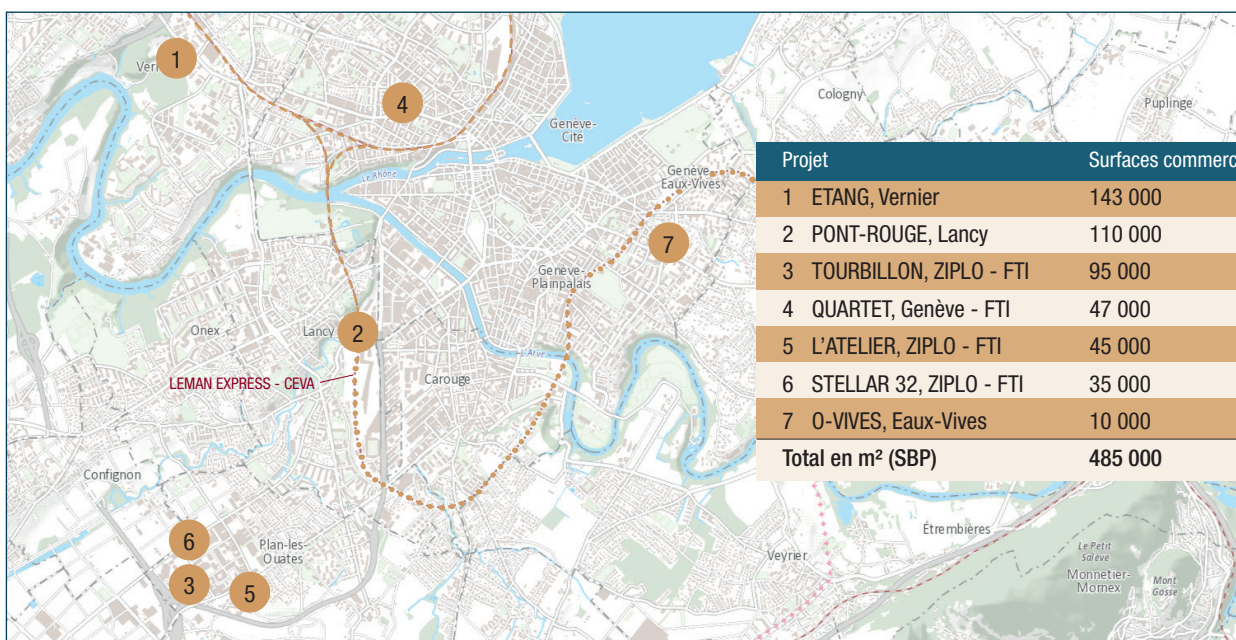 1
Vern
4
Cologny
Puplinge
Genève-
Cité
Le Rhône
Genève
Eaux-Vives
7
Genève-
Plainpalais
Onex
Lancy
2
L'Arve
LEMAN EXPRESS - CEVA
Carouge
Confignon
6
Plan-les-
Ouates
3
5
Veyrier
Étrembières
Le Petit
Salève
Monnetier-
Mornex
Mont
Gosse
Projet Surfaces commerc
1 ETANG, Vernier 143 000
2 PONT-ROUGE, Lancy 110 000
3 TOURBILLON, ZIPLO - FTI 95 000
4 QUARTET, Genève - FTI 47 000
5 L'ATELIER, ZIPLO - FTI 45 000
6 STELLAR 32, ZIPLO - FTI 35 000
7 O-VIVES, Eaux-Vives 10 000
Total en m² (SBP) 485 000